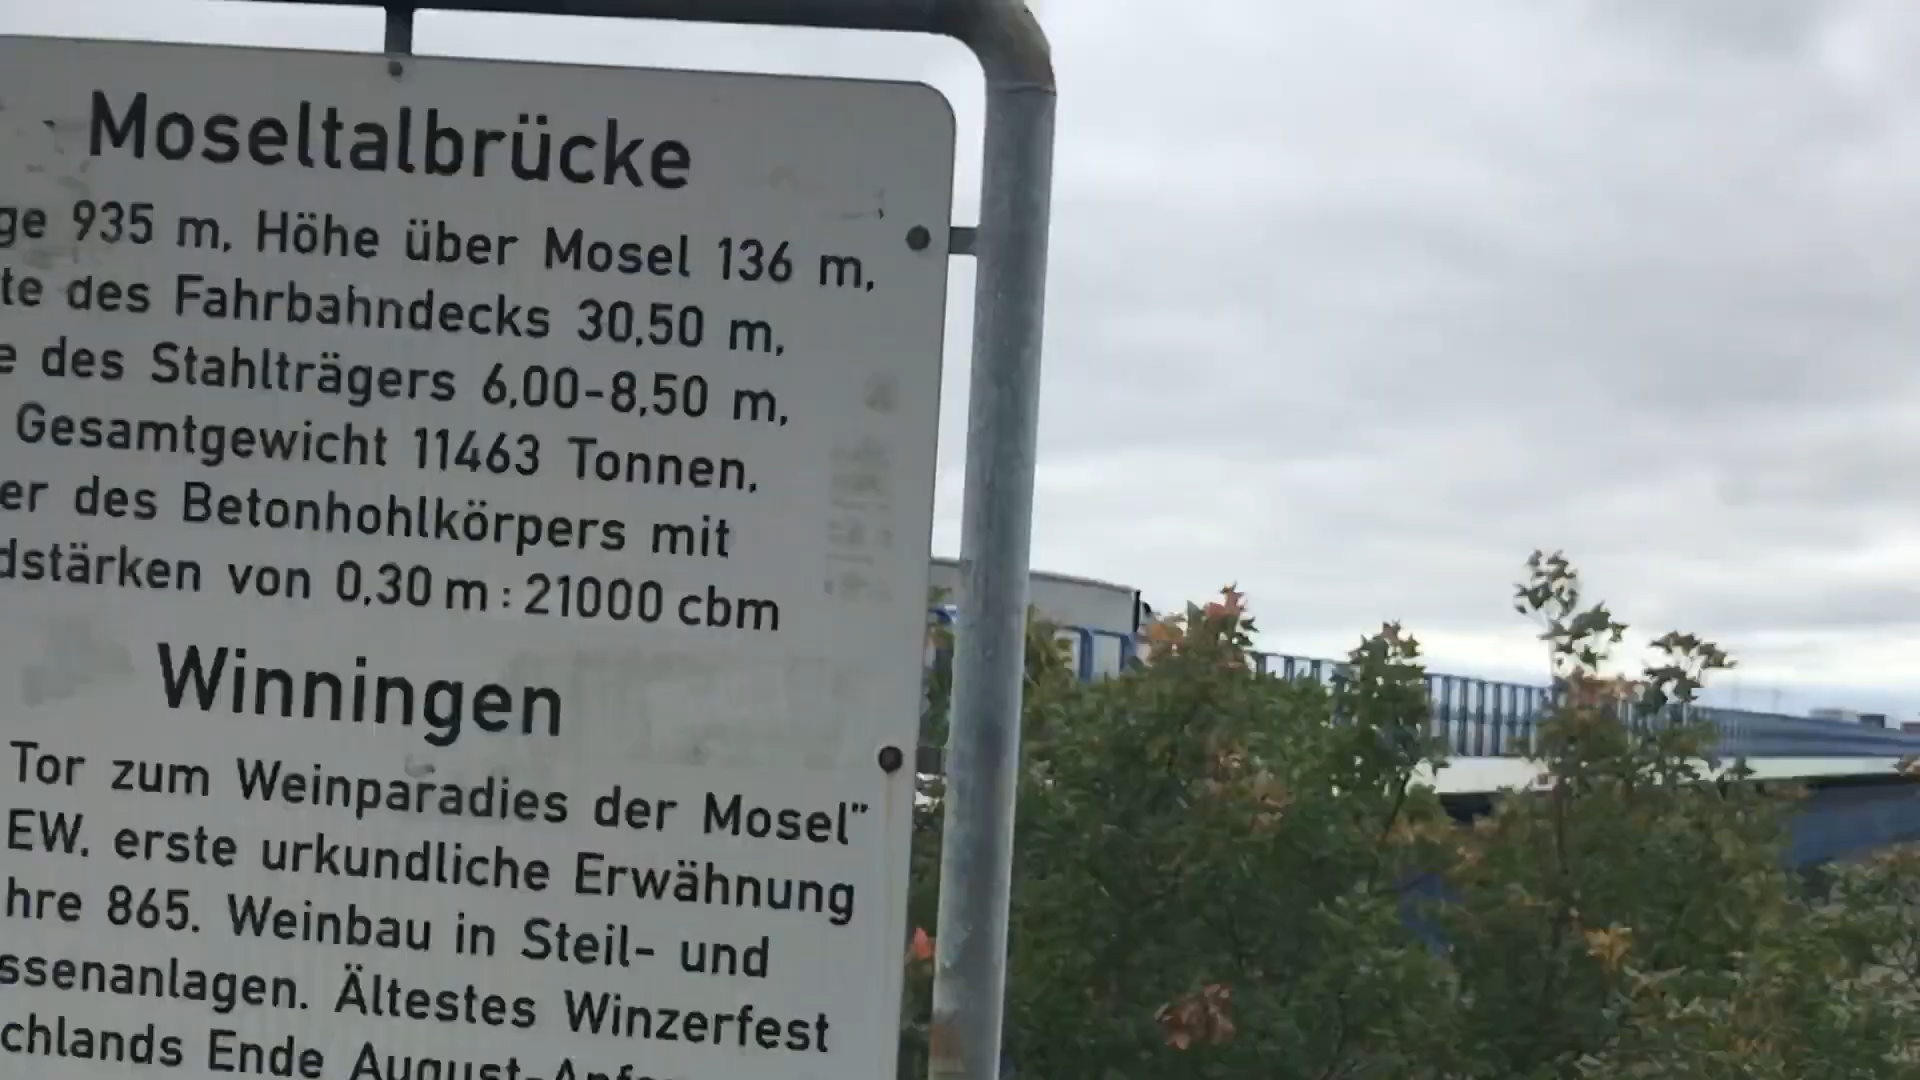 Moseltalbrücke
ge 935 m, Höhe über Mosel 136 m,
te des Fahrbahndecks 30,50 m,
e des Stahlträgers 6,00-8,50 m,
Gesamtgewicht 11463 Tonnen,
er des Betonhohlkörpers mit
dstärken von 0,30 m : 21000 cbm
Winningen
Tor zum Weinparadies der Mosel"
EW. erste urkundliche Erwähnung
hre 865. Weinbau in Steil- und
ssenanlagen. Ältestes Winzerfest
chlands Ende August-Anfa